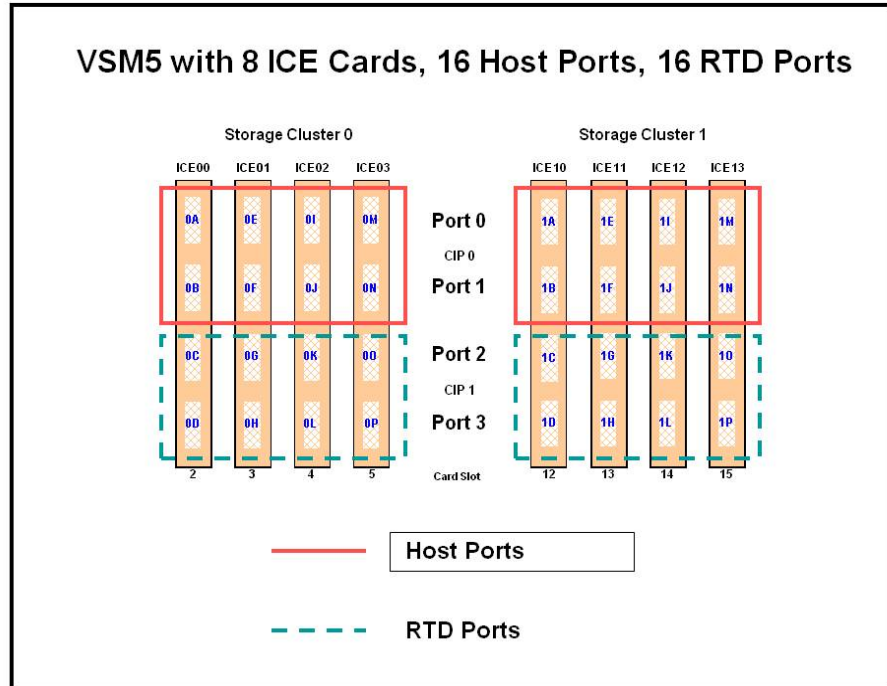 VSM5 with 8 ICE Cards, 16 Host Ports, 16 RTD Ports
Storage Cluster 0
Storage Cluster 1
ICE00 ICE01 ICE02 ICE03
ICE10 ICE11 ICE12 ICE13
0A 0E 0I 0M Port 0 1A 1E 1I 1M
CIP 0
0B 0F 0J 0N Port 1 1B 1F 1J 1N
0C 0G 0K 0O Port 2 1C 1G 1K 1O
CIP 1
0D 0H 0L 0P Port 3 1D 1H 1L 1P
2 3 4 5 Card Slot 12 13 14 15
Host Ports
RTD Ports